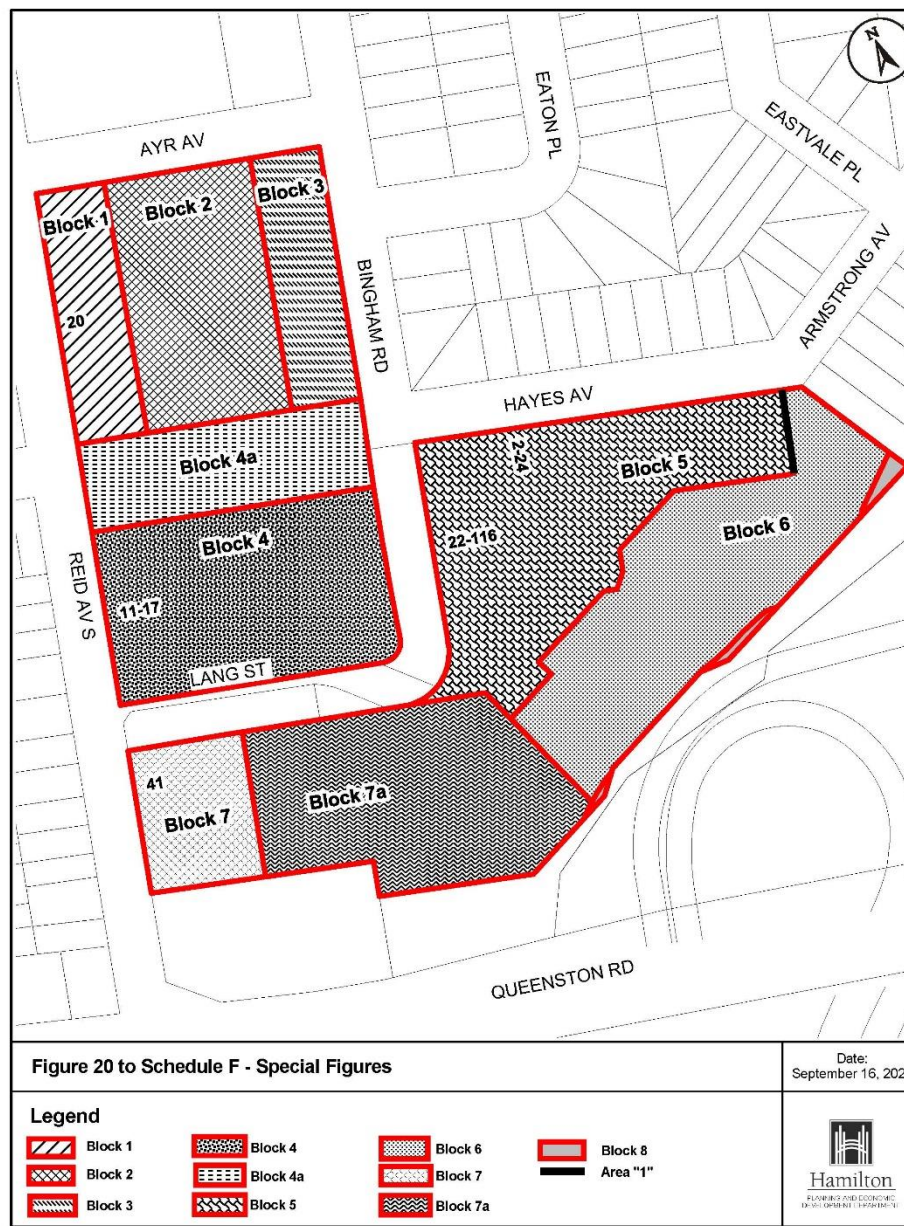 N
AYR AV
EATON PL
EASTVALE PL
ARMSTRONG AV
Block 1
Block 2
Block 3
20
BINGHAM RD
HAYES AV
2-24
Block 4a
Block 5
Block 4
22-116
Block 6
REID AV S
11-17
LANG ST
41
Block 7
Block 7a
QUEENSTON RD
Figure 20 to Schedule F - Special Figures
Date:
September 16, 202
Legend
Block 1
Block 2
Block 3
Block 4
Block 4a
Block 5
Block 6
Block 7
Block 7a
Block 8
Area "1"
Hamilton
PLANNING AND ECONOMIC
DEVELOPMENT DEPARTMENT